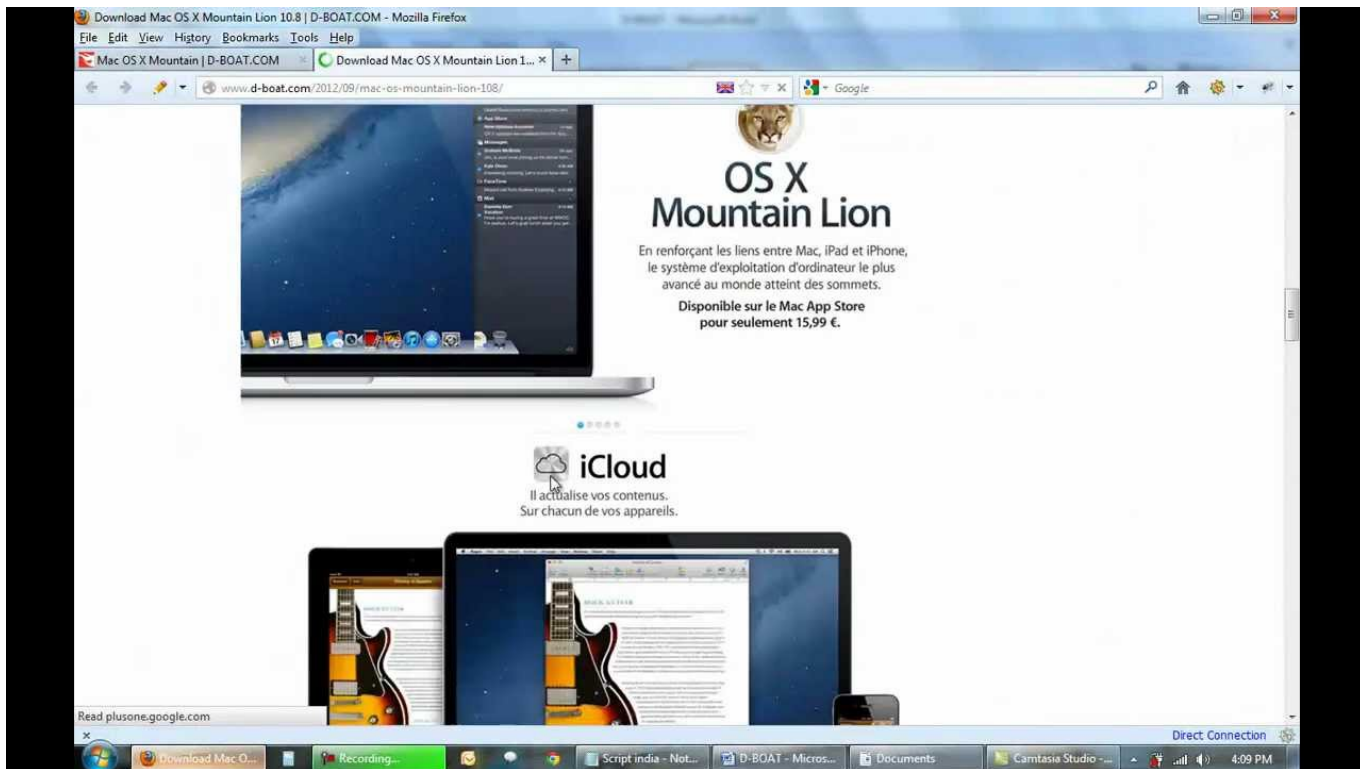 Download Mac OS X Mountain Lion 10.8 | D-BOAT.COM - Mozilla Firefox
File Edit View History Bookmarks Tools Help
Mac OS X Mountain | D-BOAT.COM
Download Mac OS X Mountain Lion 1...
www.d-boat.com/2012/09/mac-os-mountain-lion-108/
Google
App Store
Messages
FaceTime
Mail
OS X
Mountain Lion
En renforçant les liens entre Mac, iPad et iPhone,
le système d'exploitation d'ordinateur le plus
avancé au monde atteint des sommets.
Disponible sur le Mac App Store
pour seulement 15,99 €.
iCloud
Il actualise vos contenus.
Sur chacun de vos appareils.
Read plusone.google.com
Direct Connection
Download Mac O...
Recording...
Script india - Not...
D-BOAT - Micros...
Documents
Camtasia Studio -...
4:09 PM